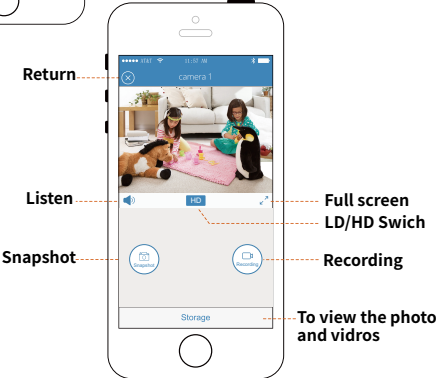 AT&T 11:57 AM
Return
camera 1
Listen
HD
Full screen
LD/HD Swich
Snapshot
Snapshot
Recording
Recording
Storage
To view the photo
and vidros